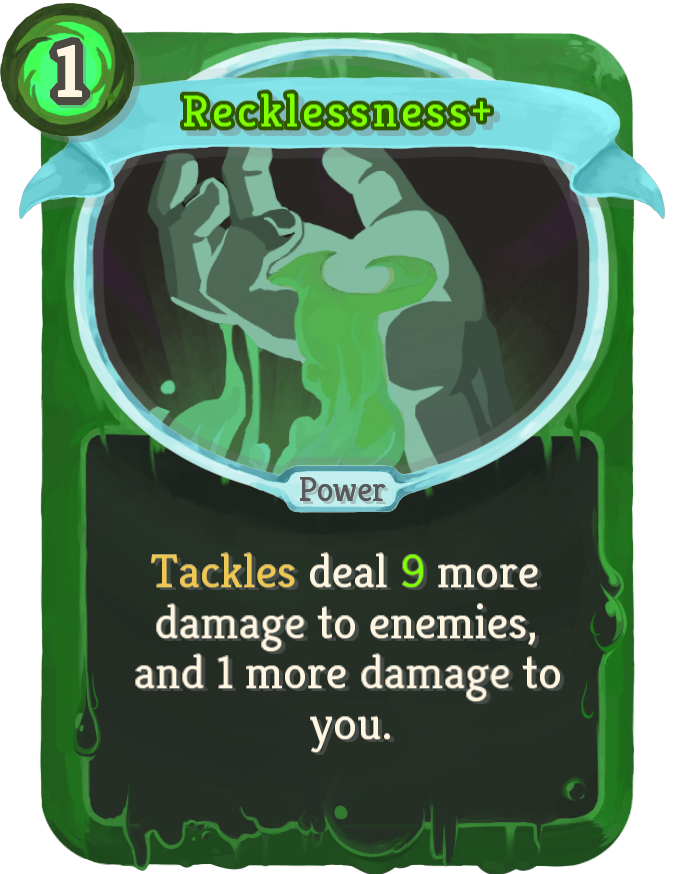 1
Recklessness+
Power
Tackles deal 9 more
damage to enemies,
and 1 more damage to
you.